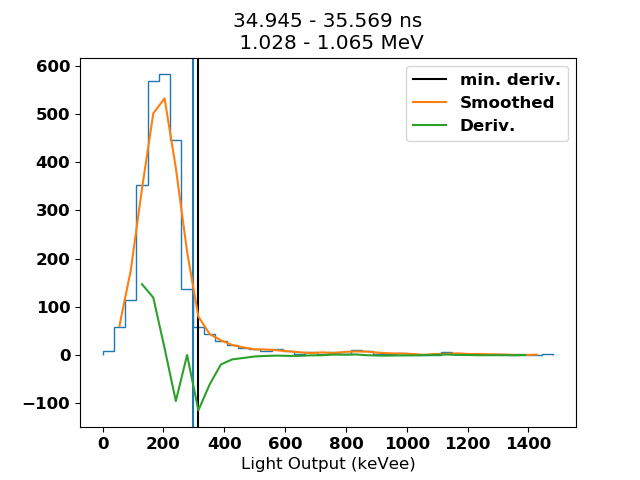 34.945 - 35.569 ns
1.028 - 1.065 MeV
600
500
400
300
200
100
0
−100
min. deriv.
Smoothed
Deriv.
0 200 400 600 800 1000 1200 1400
Light Output (keVee)